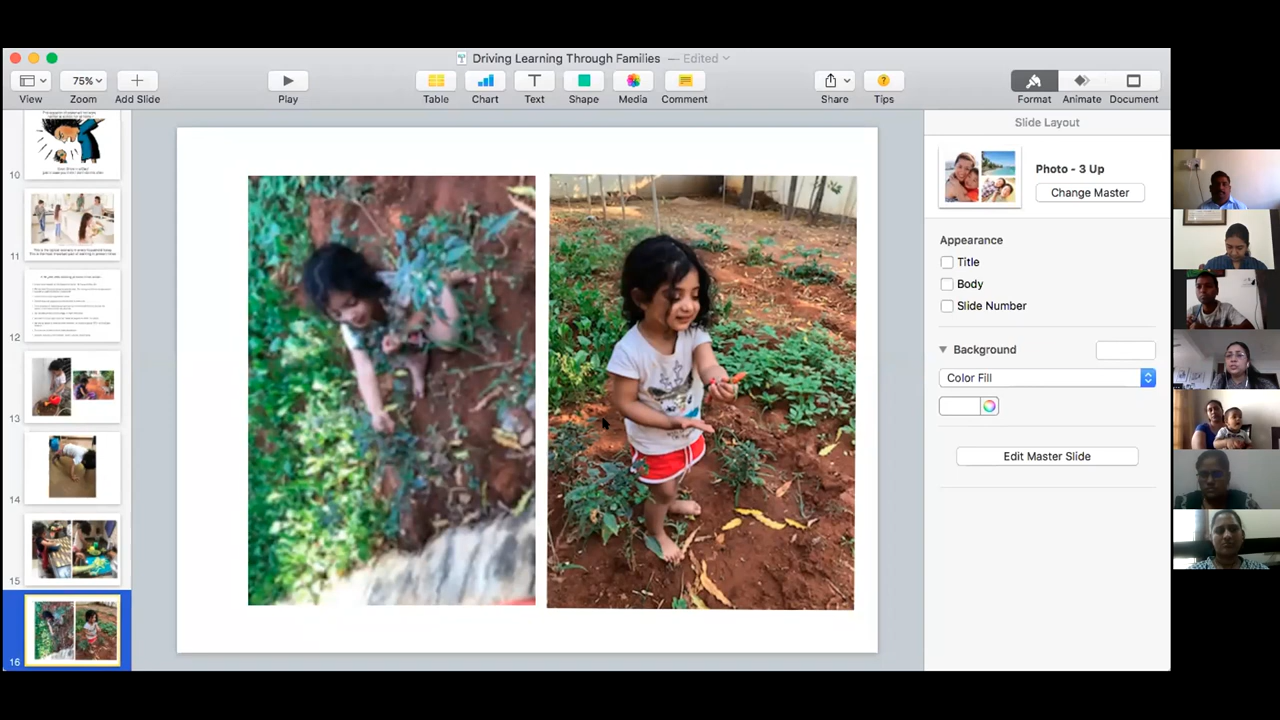 Driving Learning Through Families — Edited
75%
View
Zoom
Add Slide
Play
Table
Chart
Text
Shape
Media
Comment
Share
Tips
Format
Animate
Document
Slide Layout
Photo - 3 Up
Change Master
Appearance
Title
Body
Slide Number
Background
Color Fill
Edit Master Slide
10
11
12
13
14
15
16